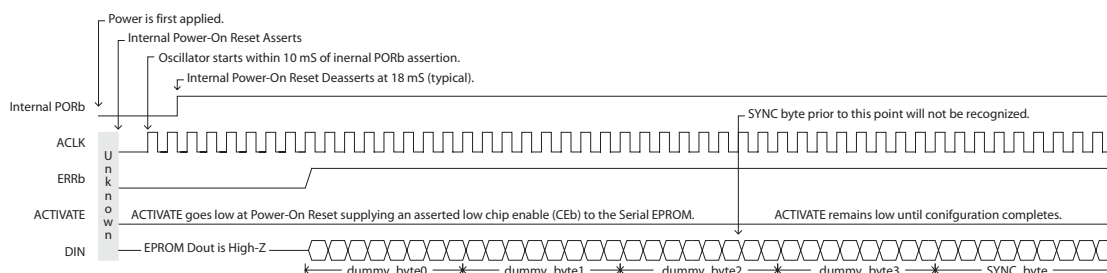 Power is first applied.
Internal Power-On Reset Asserts
Oscillator starts within 10 mS of inernal PORb assertion.
Internal Power-On Reset Deasserts at 18 mS (typical).
Internal PORb
SYNC byte prior to this point will not be recognized.
ACLK
Unknown
ERRb
ACTIVATE
ACTIVATE goes low at Power-On Reset supplying an asserted low chip enable (CEb) to the Serial EPROM.
ACTIVATE remains low until conifguration completes.
DIN
EPROM Dout is High-Z
dummy_byte0
dummy_byte1
dummy_byte2
dummy_byte3
SYNC_byte